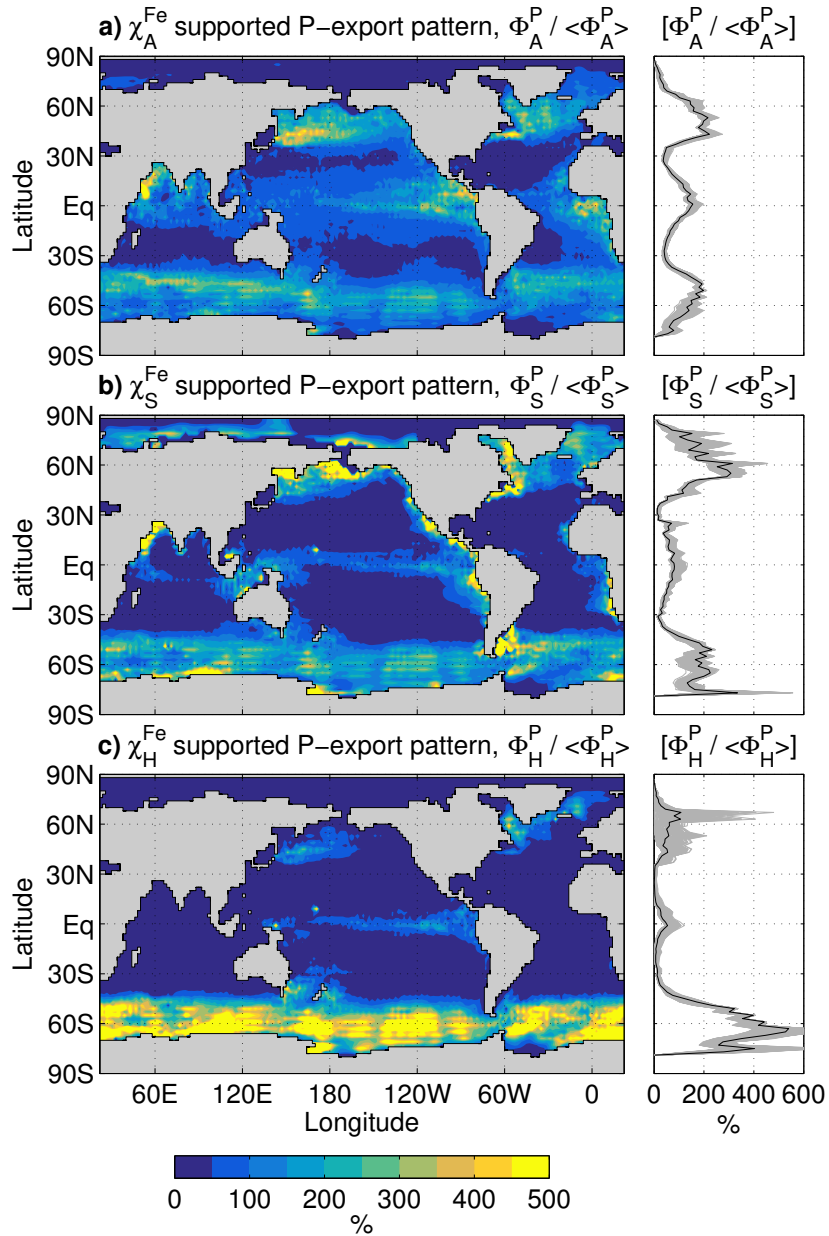 a) χ_A^Fe supported P−export pattern, Φ_A^P / <Φ_A^P> [Φ_A^P / <Φ_A^P>]
90N
60N
30N
Eq
30S
60S
90S
Latitude
b) χ_S^Fe supported P−export pattern, Φ_S^P / <Φ_S^P> [Φ_S^P / <Φ_S^P>]
90N
60N
30N
Eq
30S
60S
90S
Latitude
c) χ_H^Fe supported P−export pattern, Φ_H^P / <Φ_H^P> [Φ_H^P / <Φ_H^P>]
90N
60N
30N
Eq
30S
60S
90S
Latitude
60E 120E 180 120W 60W 0
Longitude
0 200 400 600
%
0 100 200 300 400 500
%